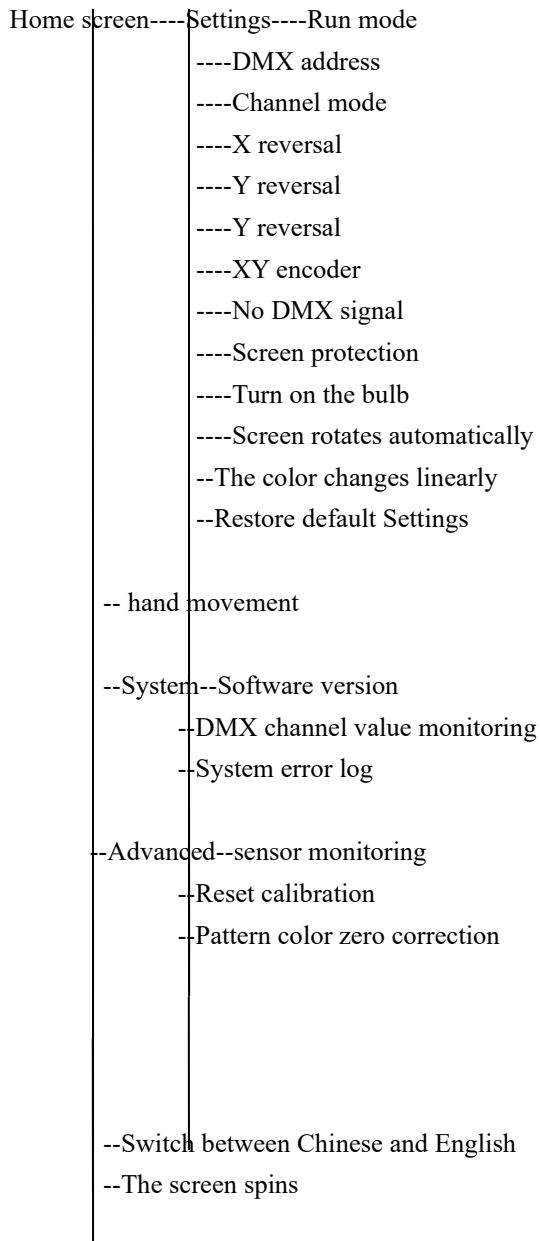 Home screen----Settings----Run mode
----DMX address
----Channel mode
----X reversal
----Y reversal
----Y reversal
----XY encoder
----No DMX signal
----Screen protection
----Turn on the bulb
----Screen rotates automatically
--The color changes linearly
--Restore default Settings
-- hand movement
--System--Software version
--DMX channel value monitoring
--System error log
--Advanced--sensor monitoring
--Reset calibration
--Pattern color zero correction
--Switch between Chinese and English
--The screen spins